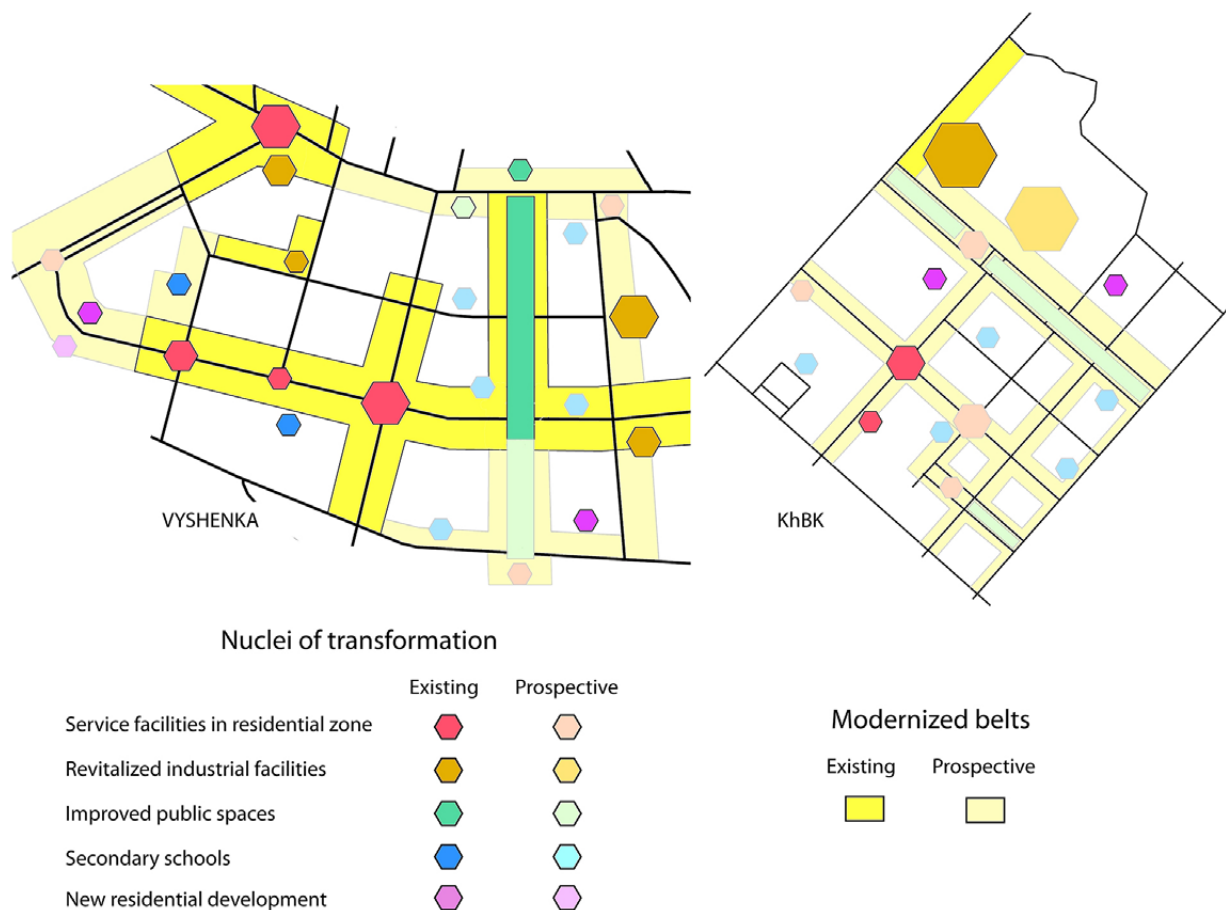 VYSHENKA
KhBK
Nuclei of transformation
Existing Prospective
Service facilities in residential zone
Revitalized industrial facilities
Improved public spaces
Secondary schools
New residential development
Modernized belts
Existing Prospective